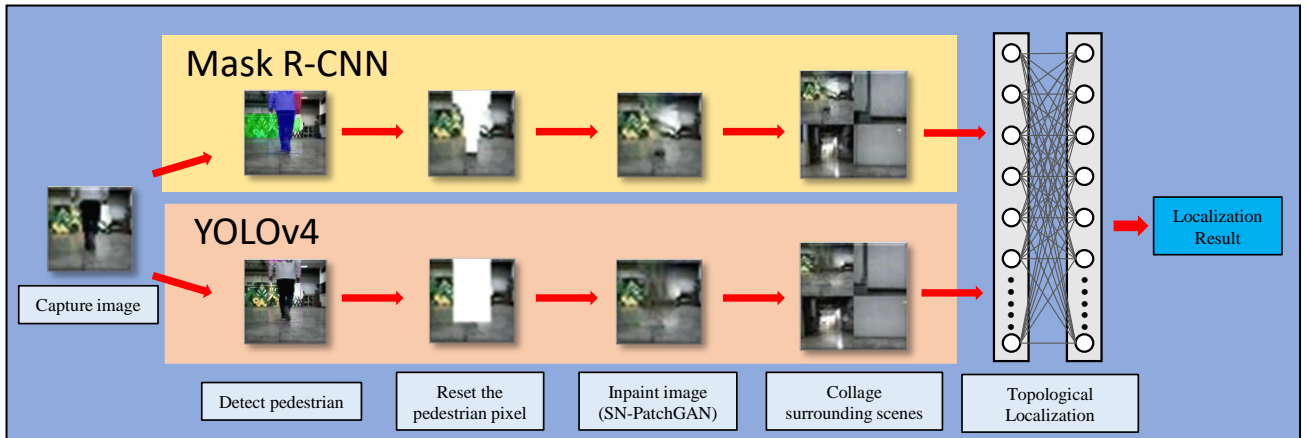 Mask R-CNN
YOLOv4
Capture image
Detect pedestrian
Reset the
pedestrian pixel
Inpaint image
(SN-PatchGAN)
Collage
surrounding scenes
Topological
Localization
Localization
Result